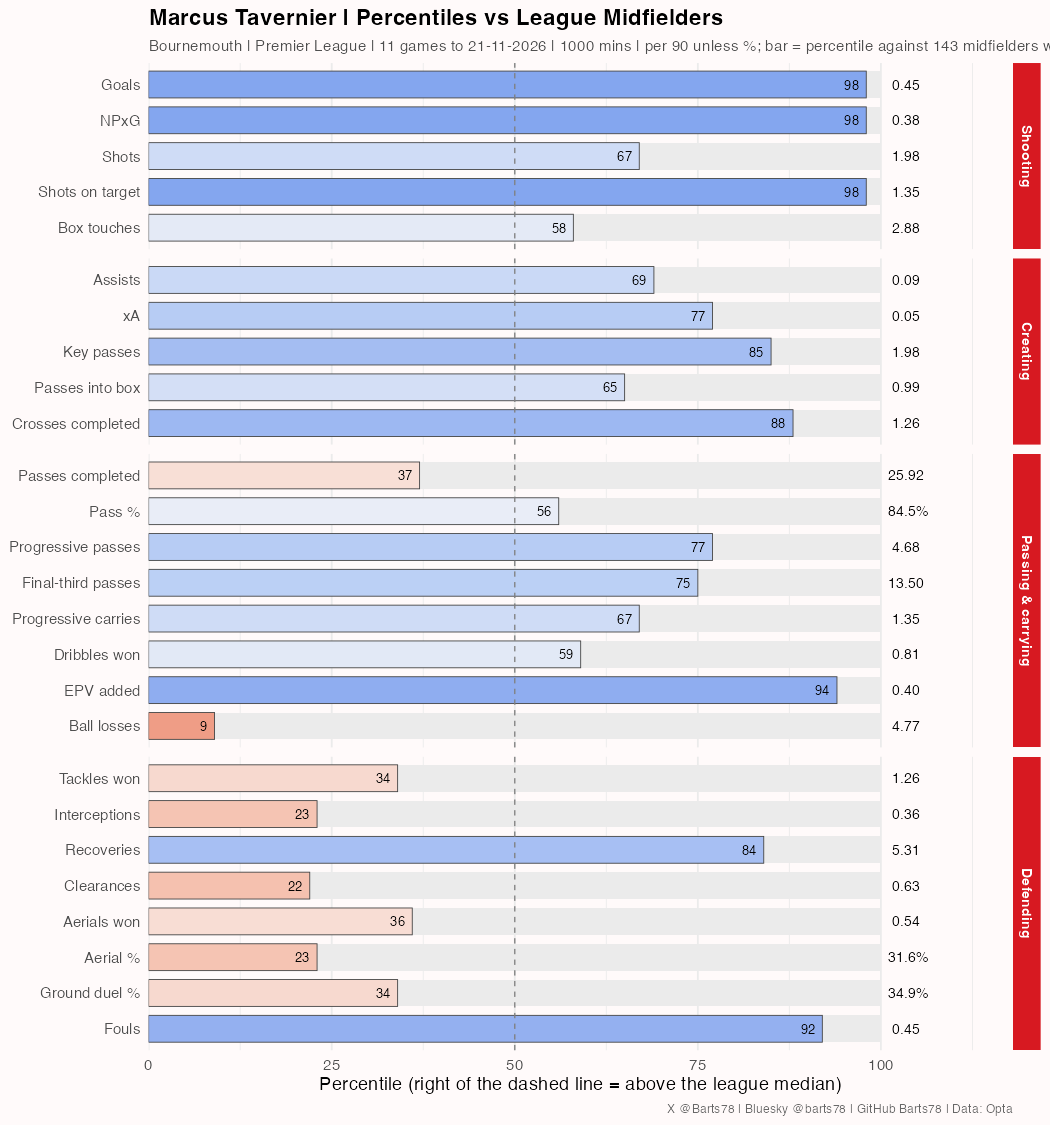 Marcus Tavernier | Percentiles vs League Midfielders
Bournemouth | Premier League | 11 games to 21-11-2026 | 1000 mins | per 90 unless %; bar = percentile against 143 midfielders w
Goals 98 0.45
NPxG 98 0.38
Shots 67 1.98
Shots on target 98 1.35
Box touches 58 2.88
Shooting
Assists 69 0.09
xA 77 0.05
Key passes 85 1.98
Passes into box 65 0.99
Crosses completed 88 1.26
Creating
Passes completed 37 25.92
Pass % 56 84.5%
Progressive passes 77 4.68
Final-third passes 75 13.50
Progressive carries 67 1.35
Dribbles won 59 0.81
EPV added 94 0.40
Ball losses 9 4.77
Passing & carrying
Tackles won 34 1.26
Interceptions 23 0.36
Recoveries 84 5.31
Clearances 22 0.63
Aerials won 36 0.54
Aerial % 23 31.6%
Ground duel % 34 34.9%
Fouls 92 0.45
Defending
0 25 50 75 100
Percentile (right of the dashed line = above the league median)
X @Barts78 | Bluesky @barts78 | GitHub Barts78 | Data: Opta